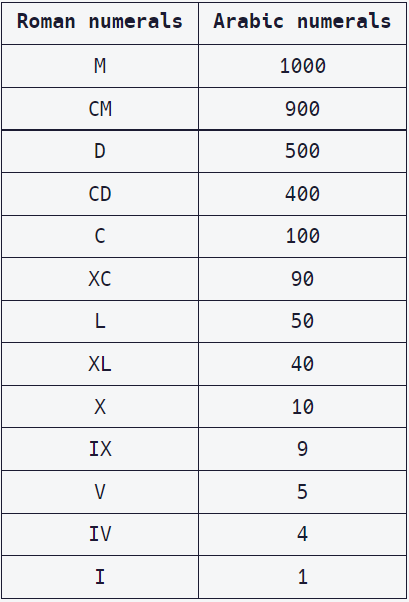 Roman numerals Arabic numerals
M 1000
CM 900
D 500
CD 400
C 100
XC 90
L 50
XL 40
X 10
IX 9
V 5
IV 4
I 1